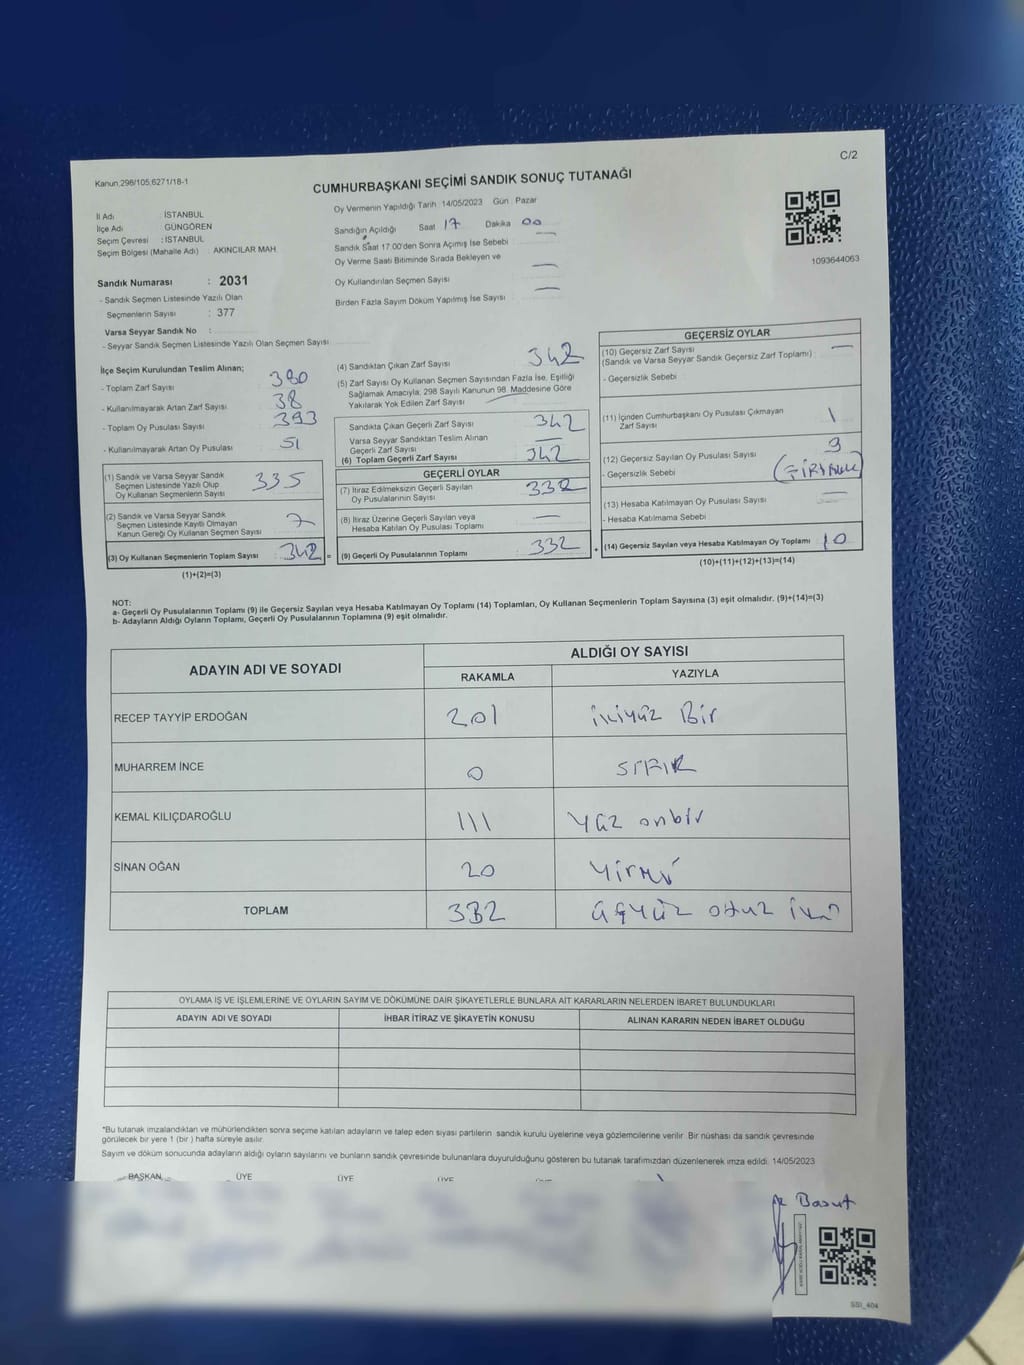 C/2
Kanun;298/105;6271/18-1
CUMHURBAŞKANI SEÇİMİ SANDIK SONUÇ TUTANAĞI
Oy Vermenin Yapıldığı Tarih 14/05/2023 Gün Pazar
İl Adı : İSTANBUL
İlçe Adı : GÜNGÖREN
Seçim Çevresi : İSTANBUL
Seçim Bölgesi (Mahalle Adı) : AKINCILAR MAH.
Sandığın Açıldığı Saat 17 Dakika 00
Sandık Saat 17:00'den Sonra Açımış İse Sebebi —
Oy Verme Saati Bitiminde Sırada Bekleyen ve
Oy Kullandırılan Seçmen Sayısı —
Birden Fazla Sayım Döküm Yapılmış İse Sayısı —
1093644063
Sandık Numarası : 2031
- Sandık Seçmen Listesinde Yazılı Olan
Seçmenlerin Sayısı : 377
Varsa Seyyar Sandık No :
- Seyyar Sandık Seçmen Listesinde Yazılı Olan Seçmen Sayısı
İlçe Seçim Kurulundan Teslim Alınan;
- Toplam Zarf Sayısı 380
- Kullanılmayarak Artan Zarf Sayısı 38
- Toplam Oy Pusulası Sayısı 393
- Kullanılmayarak Artan Oy Pusulası 51
(1) Sandık ve Varsa Seyyar Sandık
Seçmen Listesinde Yazılı Olup
Oy Kullanan Seçmenlerin Sayısı 335
(2) Sandık ve Varsa Seyyar Sandık
Seçmen Listesinde Kayıtlı Olmayan
Kanun Gereği Oy Kullanan Seçmen Sayısı 7
(3) Oy Kullanan Seçmenlerin Toplam Sayısı 342 =
(1)+(2)=(3)
(4) Sandıktan Çıkan Zarf Sayısı 342
(5) Zarf Sayısı Oy Kullanan Seçmen Sayısından Fazla İse, Eşitliği
Sağlamak Amacıyla, 298 Sayılı Kanunun 98. Maddesine Göre
Yakılarak Yok Edilen Zarf Sayısı —
Sandıkta Çıkan Geçerli Zarf Sayısı 342
Varsa Seyyar Sandıktan Teslim Alınan
Geçerli Zarf Sayısı —
(6) Toplam Geçerli Zarf Sayısı 342
GEÇERLİ OYLAR
(7) İtiraz Edilmeksizin Geçerli Sayılan
Oy Pusulalarının Sayısı 332
(8) İtiraz Üzerine Geçerli Sayılan veya
Hesaba Katılan Oy Pusulası Toplamı —
(9) Geçerli Oy Pusulalarının Toplamı 332 +
GEÇERSİZ OYLAR
(10) Geçersiz Zarf Sayısı —
(Sandık ve Varsa Seyyar Sandık Geçersiz Zarf Toplamı)
- Geçersizlik Sebebi
(11) İçinden Cumhurbaşkanı Oy Pusulası Çıkmayan
Zarf Sayısı 1
(12) Geçersiz Sayılan Oy Pusulası Sayısı 9
- Geçersizlik Sebebi
(13) Hesaba Katılmayan Oy Pusulası Sayısı —
- Hesaba Katılmama Sebebi
(14) Geçersiz Sayılan veya Hesaba Katılmayan Oy Toplamı 10
(10)+(11)+(12)+(13)=(14)
NOT:
a- Geçerli Oy Pusulalarının Toplamı (9) ile Geçersiz Sayılan veya Hesaba Katılmayan Oy Toplamı (14) Toplamları, Oy Kullanan Seçmenlerin Toplam Sayısına (3) eşit olmalıdır. (9)+(14)=(3)
b- Adayların Aldığı Oyların Toplamı, Geçerli Oy Pusulalarının Toplamına (9) eşit olmalıdır.
ADAYIN ADI VE SOYADI ALDIĞI OY SAYISI
RAKAMLA YAZIYLA
RECEP TAYYİP ERDOĞAN 201 ikiyüz Bir
MUHARREM İNCE 0 SIFIR
KEMAL KILIÇDAROĞLU 111 yüz onbir
SİNAN OĞAN 20 yirmi
TOPLAM 332 üçyüz otuz iki
OYLAMA İŞ VE İŞLEMLERİNE VE OYLARIN SAYIM VE DÖKÜMÜNE DAİR ŞİKAYETLERLE BUNLARA AİT KARARLARIN NELERDEN İBARET BULUNDUKLARI
ADAYIN ADI VE SOYADI İHBAR İTİRAZ VE ŞİKAYETİN KONUSU ALINAN KARARIN NEDEN İBARET OLDUĞU
*Bu tutanak imzalandıktan ve mühürlendikten sonra seçime katılan adayların ve talep eden siyasi partilerin sandık kurulu üyelerine veya gözlemcilerine verilir. Bir nüshası da sandık çevresinde
görülecek bir yere 1 (bir ) hafta süreyle asılır.
Sayım ve döküm sonucunda adayların aldığı oyların sayılarını ve bunların sandık çevresinde bulunanlara duyurulduğunu gösteren bu tutanak tarafımızdan düzenlenerek imza edildi. 14/05/2023
BAŞKAN ÜYE ÜYE ÜYE
SSI_404